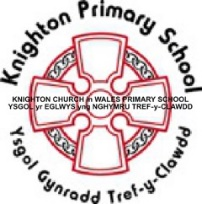 Knighton Primary School
KNIGHTON CHURCH in WALES PRIMARY SCHOOL
YSGOL yr EGLWYS yng NGHYMRU TREF-y-CLAWDD
Ysgol Gynradd Tref-y-Clawdd